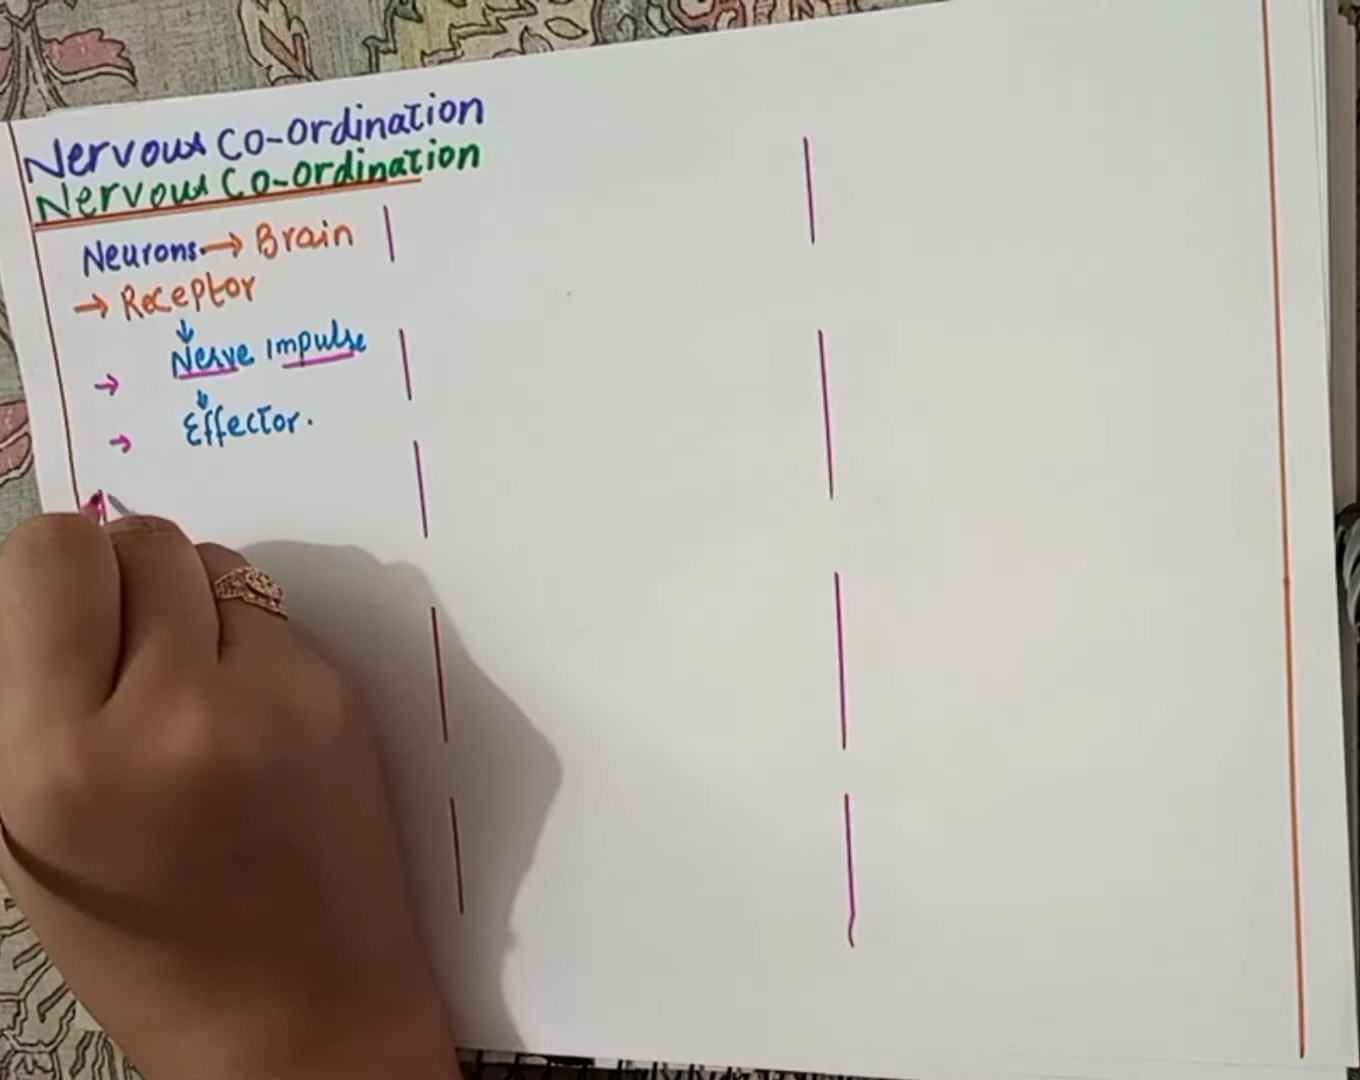 Nervous Co-ordination
Nervous Co-ordination
Neurons → Brain
→ Receptor
↓
→ Nerve Impulse
↓
→ Effector.